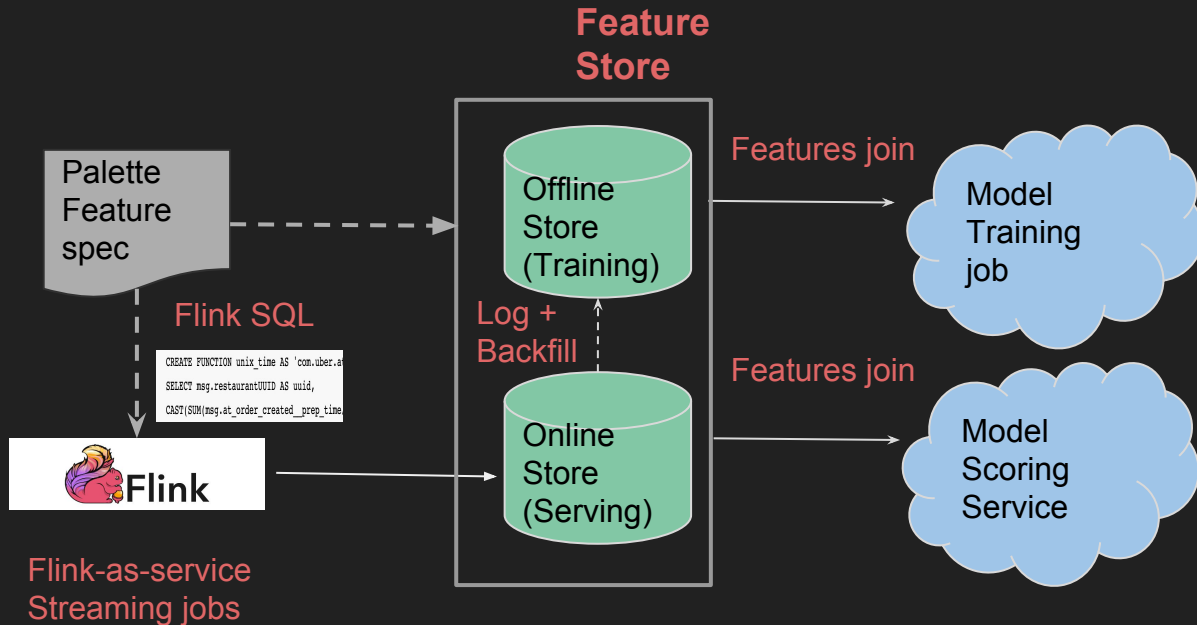 Feature
Store
Palette
Feature
spec
Offline
Store
(Training)
Features join
Model
Training
job
Flink SQL
CREATE FUNCTION unix_time AS 'com.uber.at
SELECT msg.restaurantUUID AS uuid,
CAST(SUM(msg.at_order_created__prep_time,
Log +
Backfill
Features join
Flink
Online
Store
(Serving)
Model
Scoring
Service
Flink-as-service
Streaming jobs